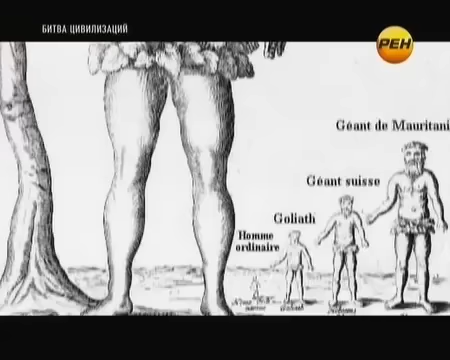 БИТВА ЦИВИЛИЗАЦИЙ
РЕН
Géant de Mauritani
Géant suisse
Goliath
Homme
ordinaire